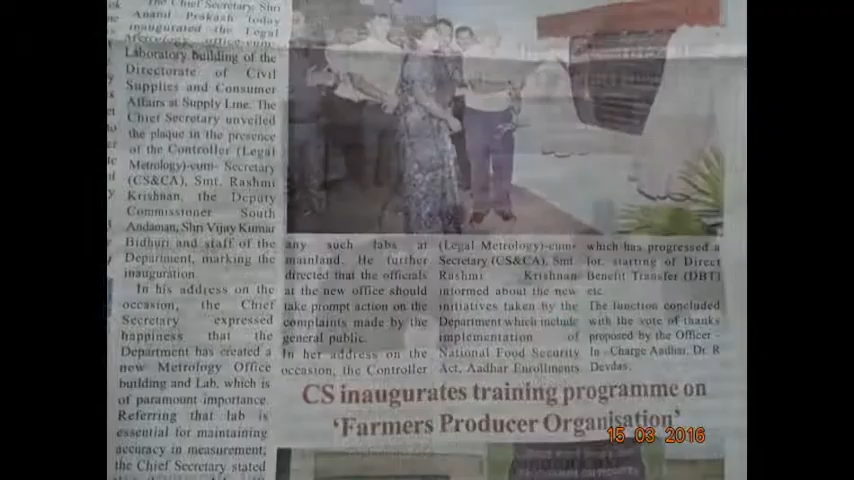 The Chief Secretary, Shri
Anand Prakash today
inaugurated the Legal
Metrology office-cum-
Laboratory building of the
Directorate of Civil
Supplies and Consumer
Affairs at Supply Line. The
Chief Secretary unveiled
the plaque in the presence
of the Controller (Legal
Metrology)-cum- Secretary
(CS&CA), Smt. Rashmi
Krishnan, the Deputy
Commissioner South
Andaman, Shri Vijay Kumar
Bidhuri and staff of the
Department, marking the
inauguration.
In his address on the
occasion, the Chief
Secretary expressed
happiness that the
Department has created a
new Metrology Office
building and Lab, which is
of paramount importance.
Referring that lab is
essential for maintaining
accuracy in measurement;
the Chief Secretary stated
any such labs at
mainland. He further
directed that the officials
at the new office should
take prompt action on the
complaints made by the
general public.
In her address on the
occasion, the Controller
(Legal Metrology)-cum-
Secretary (CS&CA), Smt.
Rashmi Krishnan
informed about the new
initiatives taken by the
Department which include
implementation of
National Food Security
Act, Aadhar Enrollments
which has progressed a
lot, starting of Direct
Benefit Transfer (DBT)
etc.
The function concluded
with the vote of thanks
proposed by the Officer -
In - Charge Aadhar, Dr. R
Devdas.
CS inaugurates training programme on
'Farmers Producer Organisation'
15 03 2016